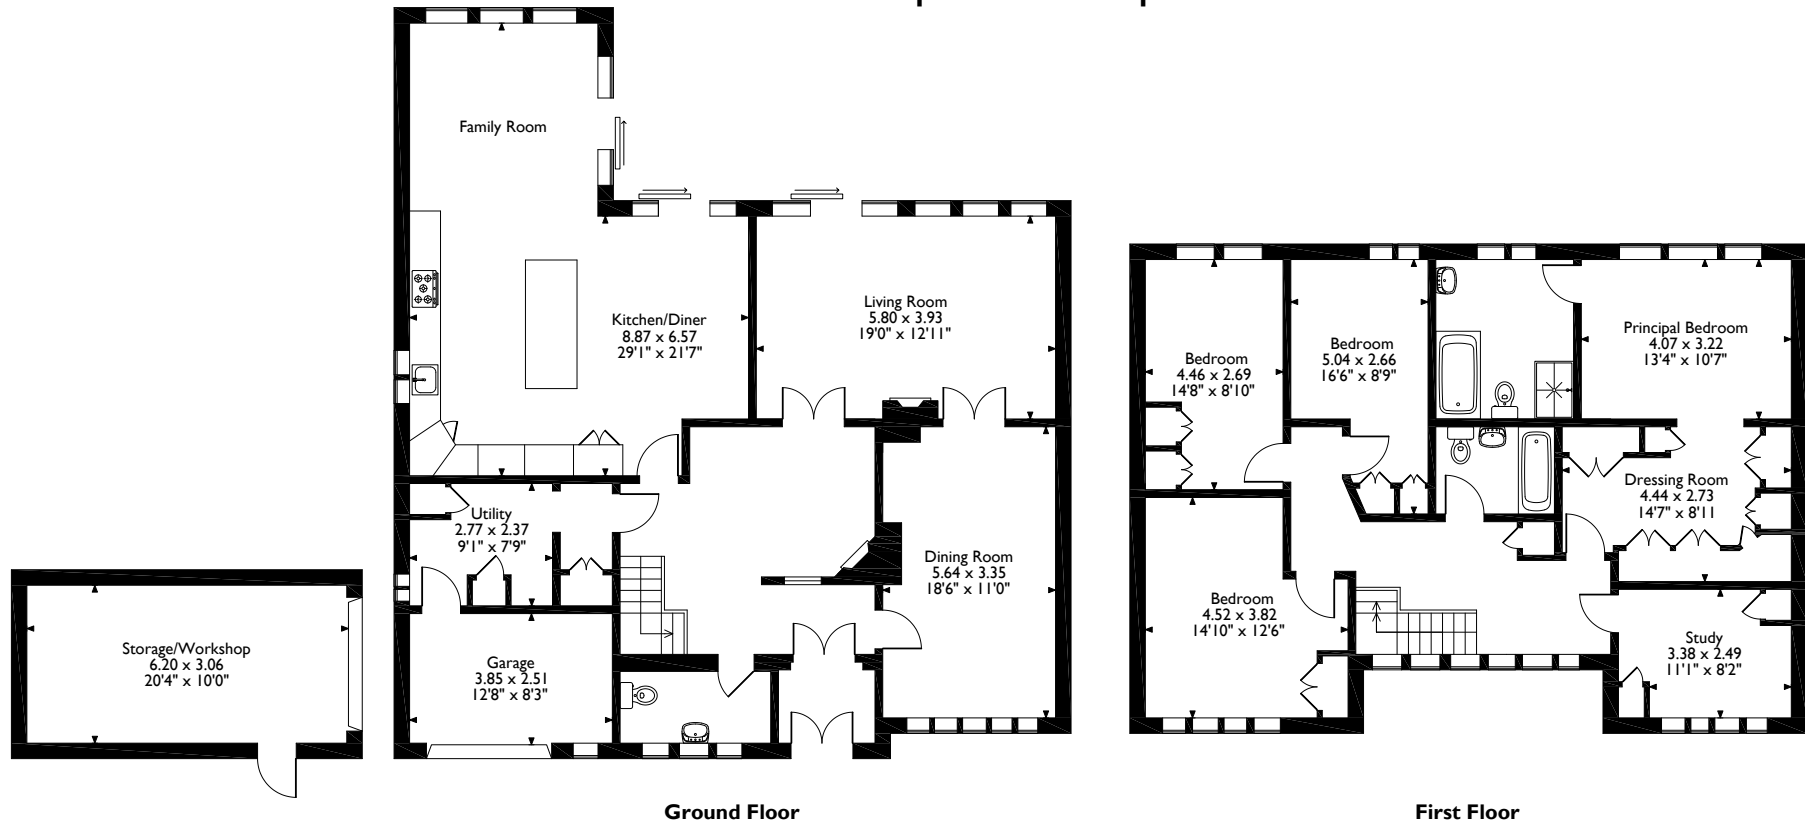 Family Room
Kitchen/Diner
8.87 x 6.57
29'1" x 21'7"
Living Room
5.80 x 3.93
19'0" x 12'11"
Utility
2.77 x 2.37
9'1" x 7'9"
Dining Room
5.64 x 3.35
18'6" x 11'0"
Storage/Workshop
6.20 x 3.06
20'4" x 10'0"
Garage
3.85 x 2.51
12'8" x 8'3"
Ground Floor
Bedroom
4.46 x 2.69
14'8" x 8'10"
Bedroom
5.04 x 2.66
16'6" x 8'9"
Principal Bedroom
4.07 x 3.22
13'4" x 10'7"
Dressing Room
4.44 x 2.73
14'7" x 8'11
Bedroom
4.52 x 3.82
14'10" x 12'6"
Study
3.38 x 2.49
11'1" x 8'2"
First Floor